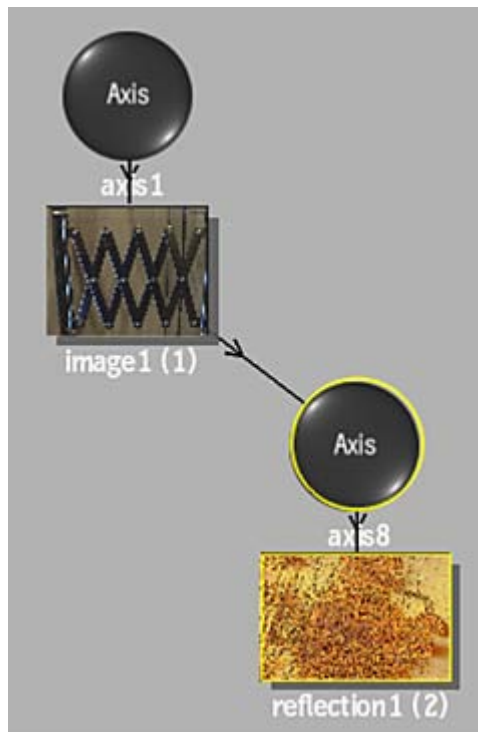 Axis
axis1
image1 (1)
Axis
axis8
reflection1 (2)